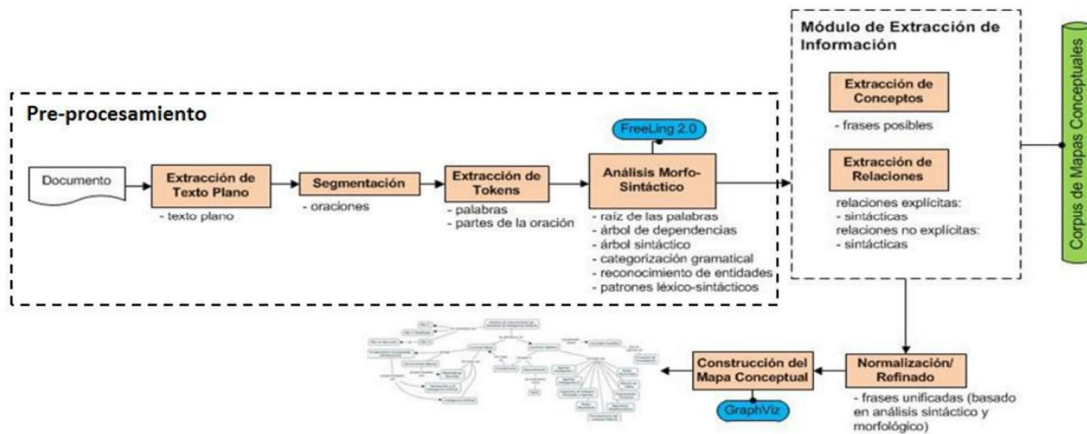 Pre-procesamiento
Documento
Extracción de
Texto Plano
- texto plano
Segmentación
- oraciones
Extracción de
Tokens
- palabras
- partes de la oración
FreeLing 2.0
Análisis Morfo-
Sintáctico
- raíz de las palabras
- árbol de dependencias
- árbol sintáctico
- categorización gramatical
- reconocimiento de entidades
- patrones léxico-sintácticos
Módulo de Extracción de
Información
Extracción de
Conceptos
- frases posibles
Extracción de
Relaciones
relaciones explícitas:
- sintácticas
relaciones no explícitas:
- sintácticas
Corpus de Mapas Conceptuales
Normalización/
Refinado
- frases unificadas (basado
en análisis sintáctico y
morfológico)
Construcción del
Mapa Conceptual
GraphViz